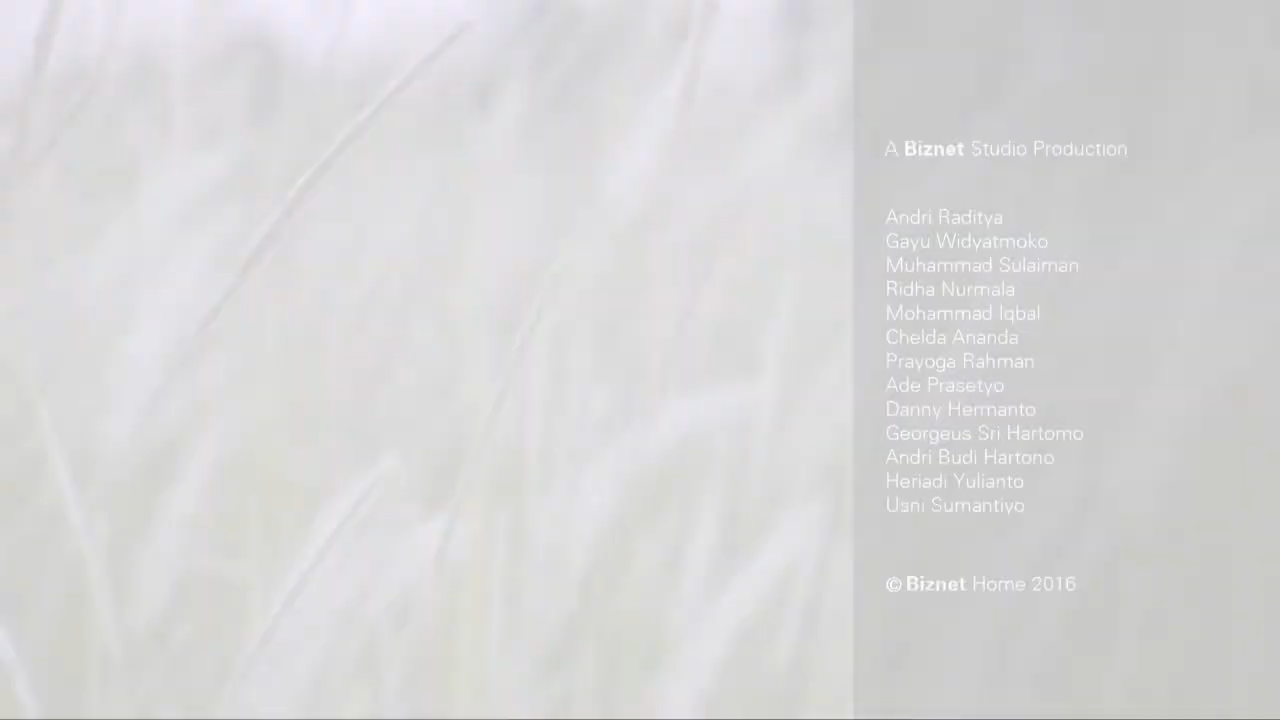 A Biznet Studio Production
Andri Raditya
Gayu Widyatmoko
Muhammad Sulaiman
Ridha Nurmala
Mohammad Iqbal
Chelda Ananda
Prayoga Rahman
Ade Prasetyo
Danny Hermanto
Georgeus Sri Hartomo
Andri Budi Hartono
Heriadi Yulianto
Usni Sumantiyo
© Biznet Home 2016